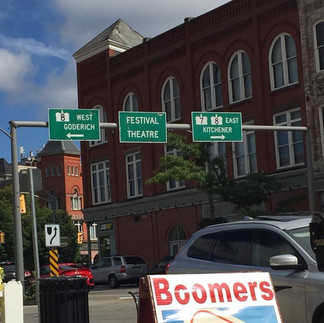 8 WEST
GODERICH
FESTIVAL
THEATRE
7 8 EAST
KITCHENER
Boomers